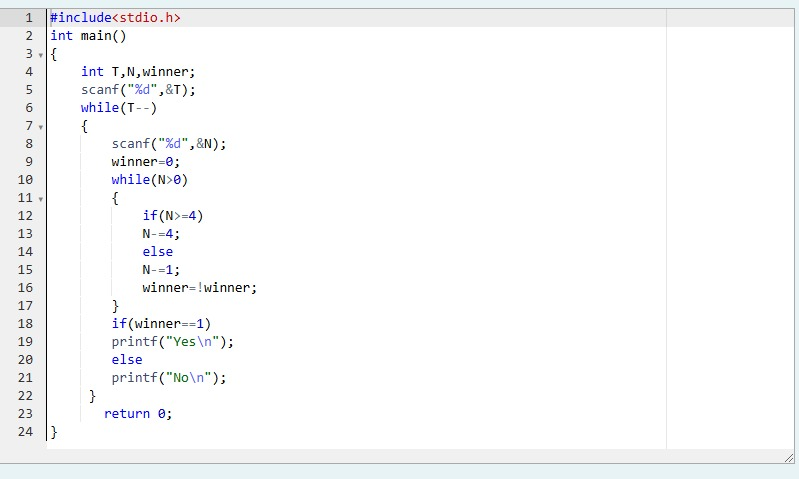 1 #include<stdio.h>
2 int main()
3 {
4     int T,N,winner;
5     scanf("%d",&T);
6     while(T--)
7     {
8         scanf("%d",&N);
9         winner=0;
10         while(N>0)
11         {
12             if(N>=4)
13             N-=4;
14             else
15             N-=1;
16             winner=!winner;
17         }
18         if(winner==1)
19         printf("Yes\n");
20         else
21         printf("No\n");
22      }
23        return 0;
24 }